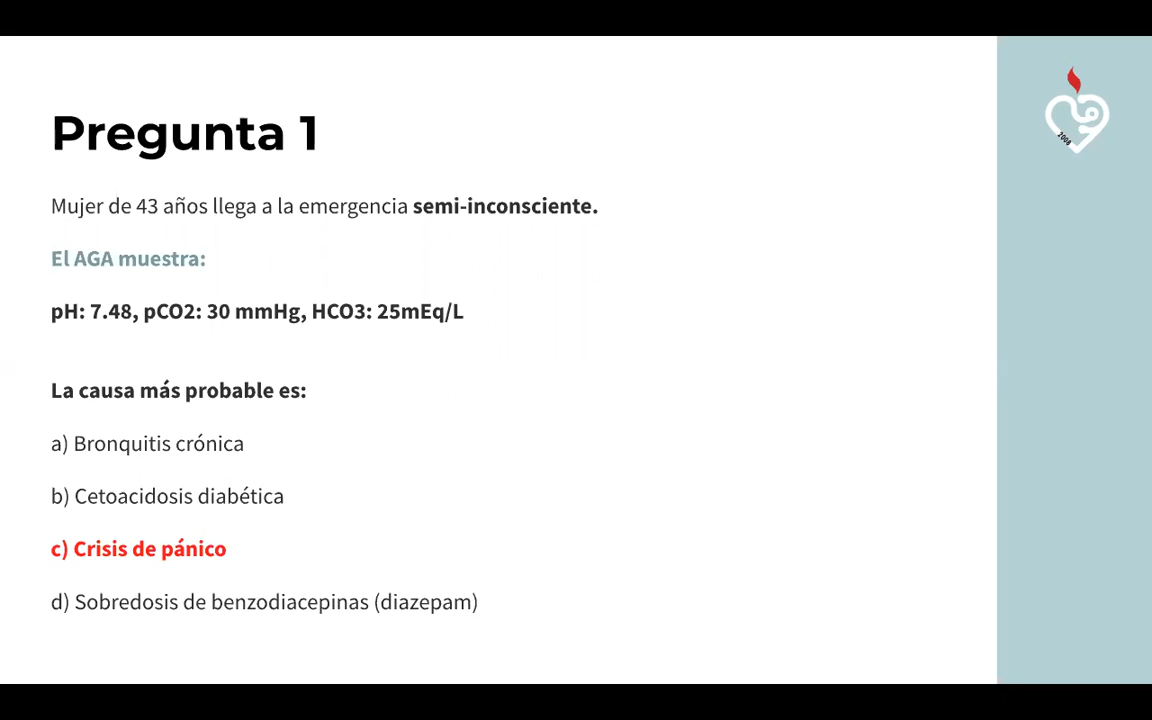 Pregunta 1
Mujer de 43 años llega a la emergencia semi-inconsciente.
El AGA muestra:
pH: 7.48, pCO2: 30 mmHg, HCO3: 25mEq/L
La causa más probable es:
a) Bronquitis crónica
b) Cetoacidosis diabética
c) Crisis de pánico
d) Sobredosis de benzodiacepinas (diazepam)
2008